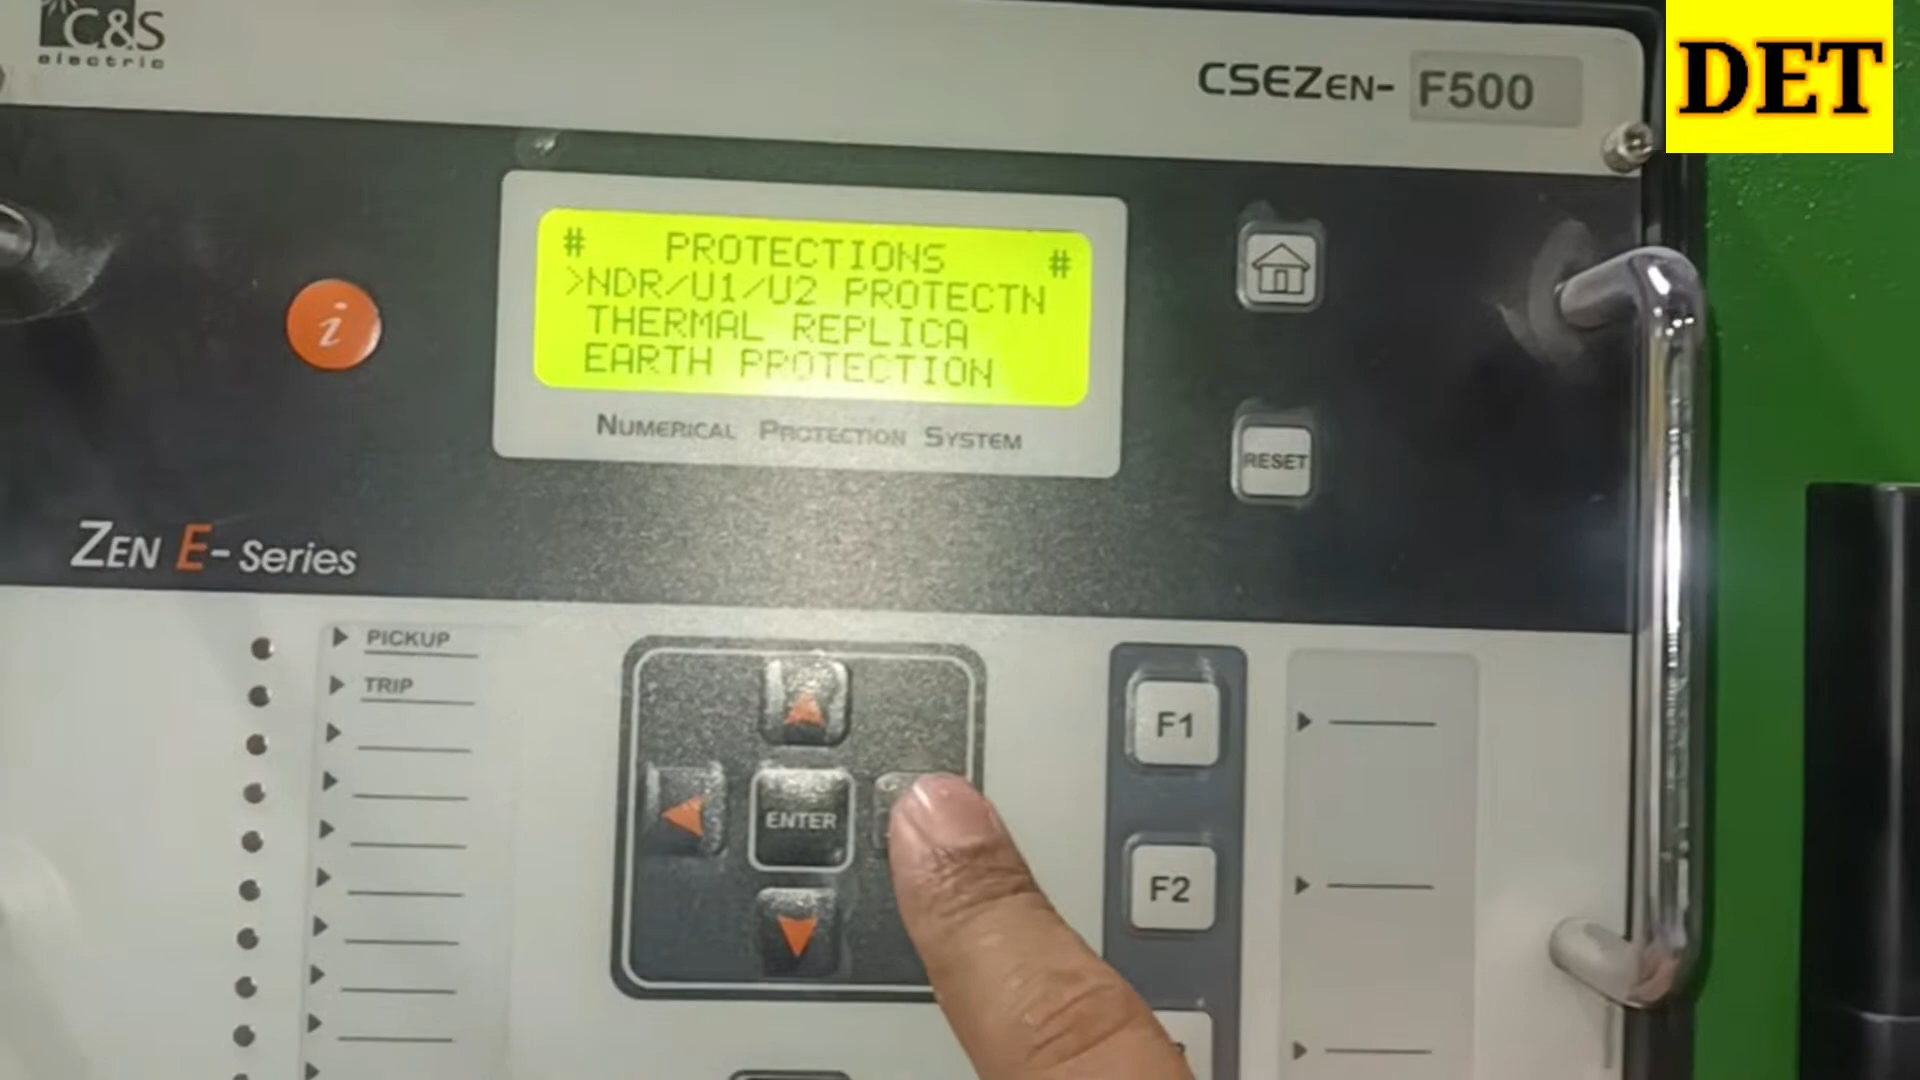 C&S
electric
CSEZEN- F500
DET
# PROTECTIONS #
>NDR/U1/U2 PROTECTN
THERMAL REPLICA
EARTH PROTECTION
NUMERICAL PROTECTION SYSTEM
i
RESET
ZEN E-Series
PICKUP
TRIP
ENTER
F1
F2